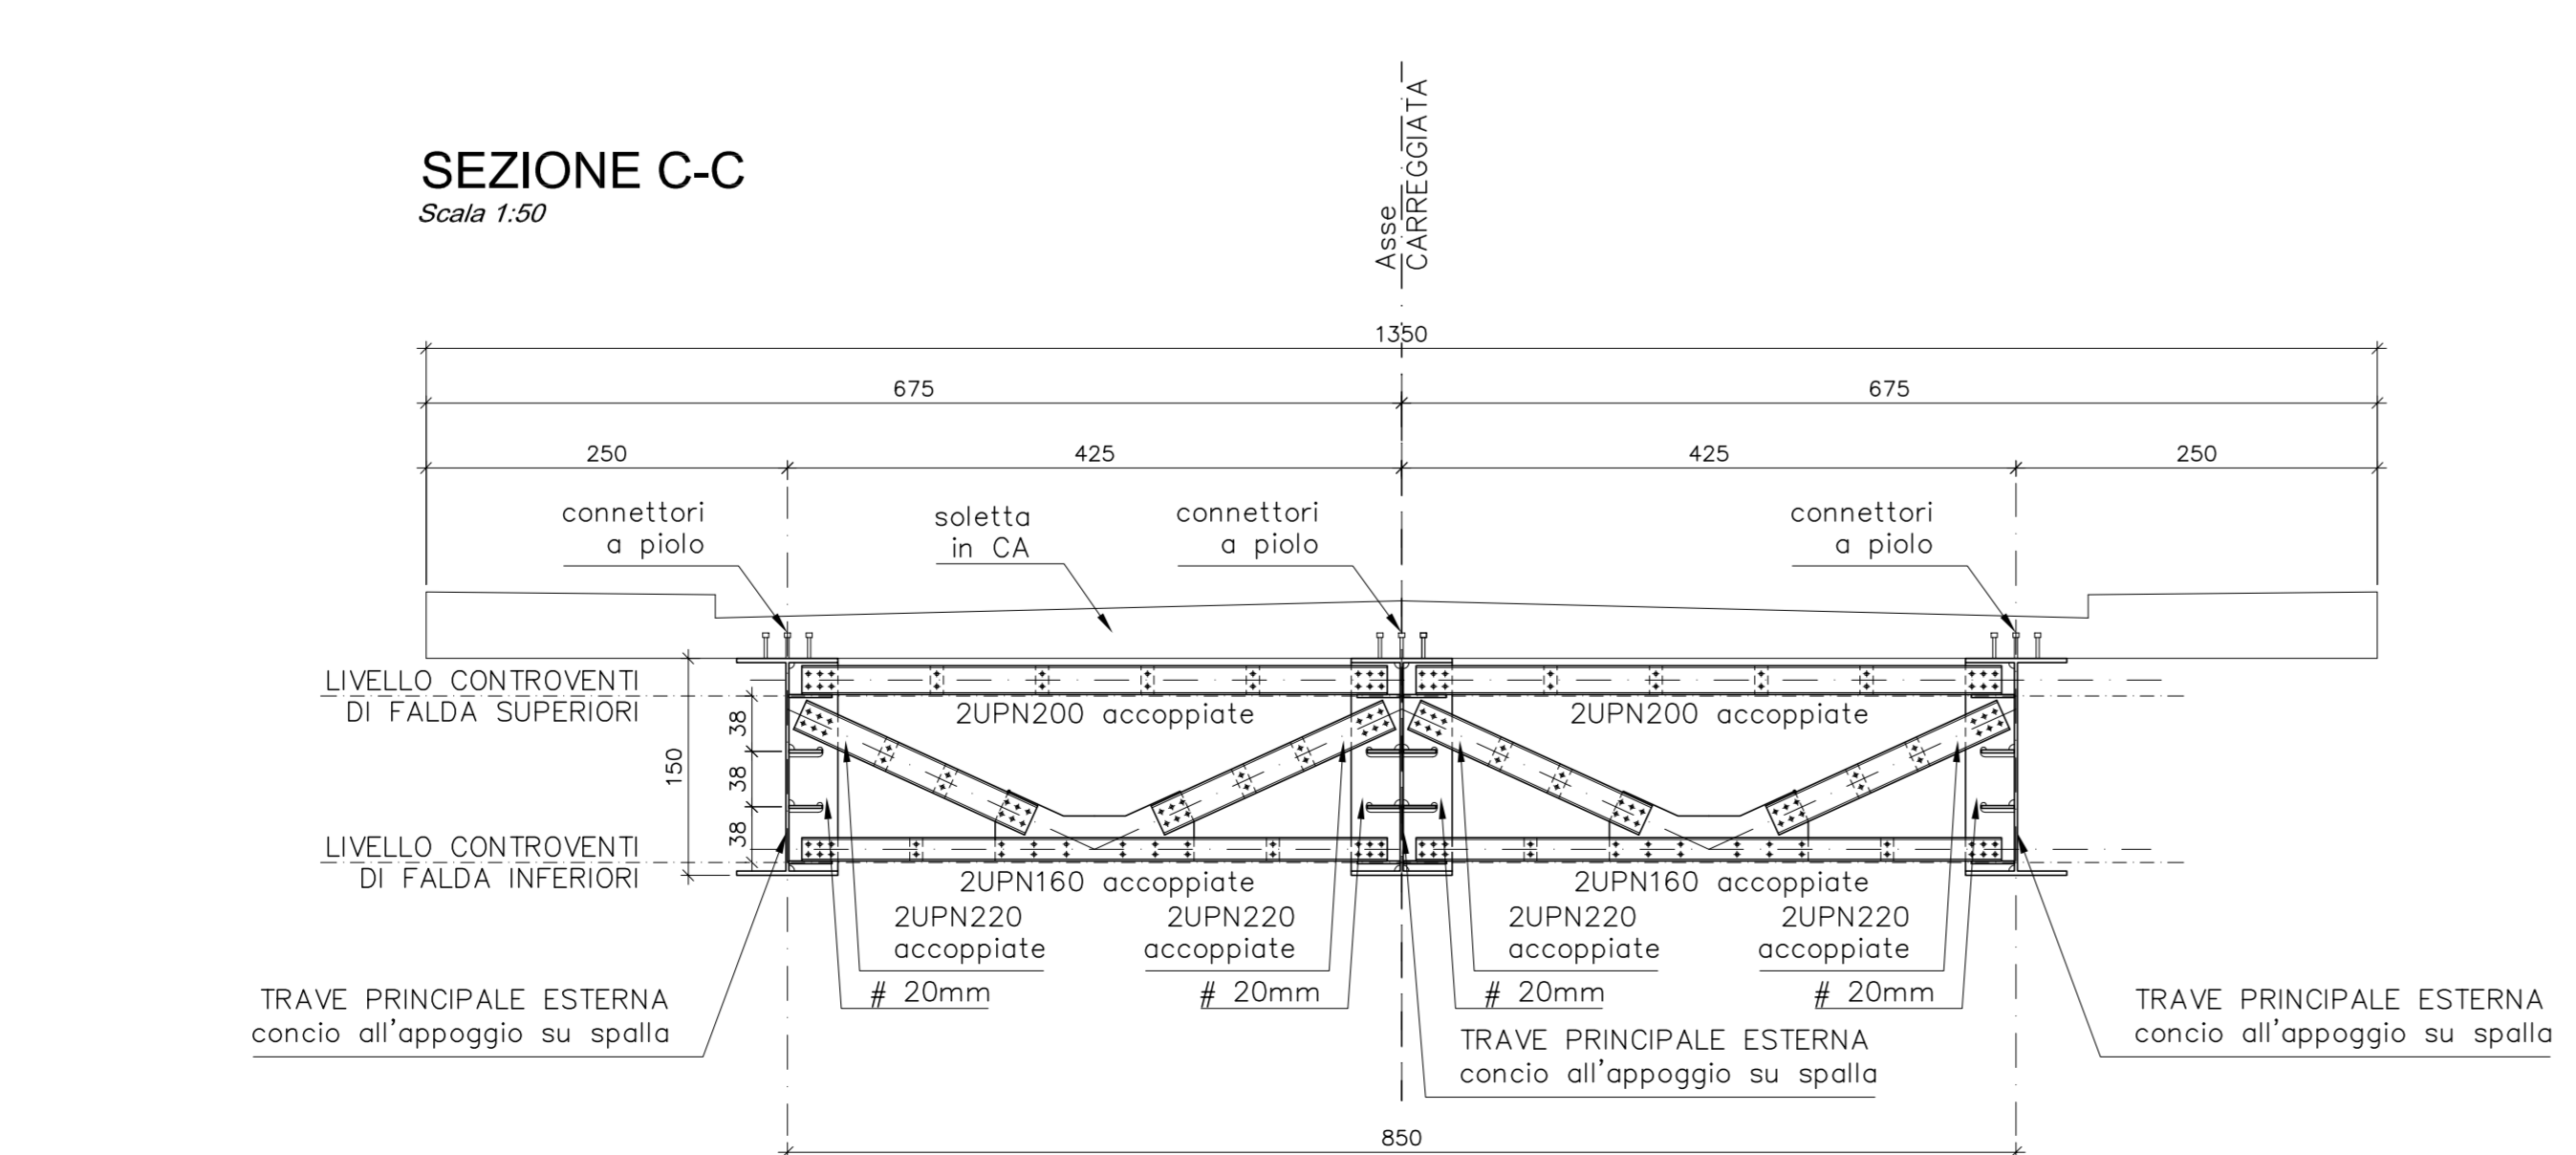 SEZIONE C-C
Scala 1:50
Asse
CARREGGIATA
1350
675
675
250
425
425
250
connettori
a piolo
soletta
in CA
connettori
a piolo
connettori
a piolo
LIVELLO CONTROVENTI
DI FALDA SUPERIORI
2UPN200 accoppiate
2UPN200 accoppiate
150
38
38
38
LIVELLO CONTROVENTI
DI FALDA INFERIORI
2UPN160 accoppiate
2UPN160 accoppiate
2UPN220
accoppiate
2UPN220
accoppiate
2UPN220
accoppiate
2UPN220
accoppiate
# 20mm
# 20mm
# 20mm
# 20mm
TRAVE PRINCIPALE ESTERNA
concio all'appoggio su spalla
TRAVE PRINCIPALE ESTERNA
concio all'appoggio su spalla
TRAVE PRINCIPALE ESTERNA
concio all'appoggio su spalla
850